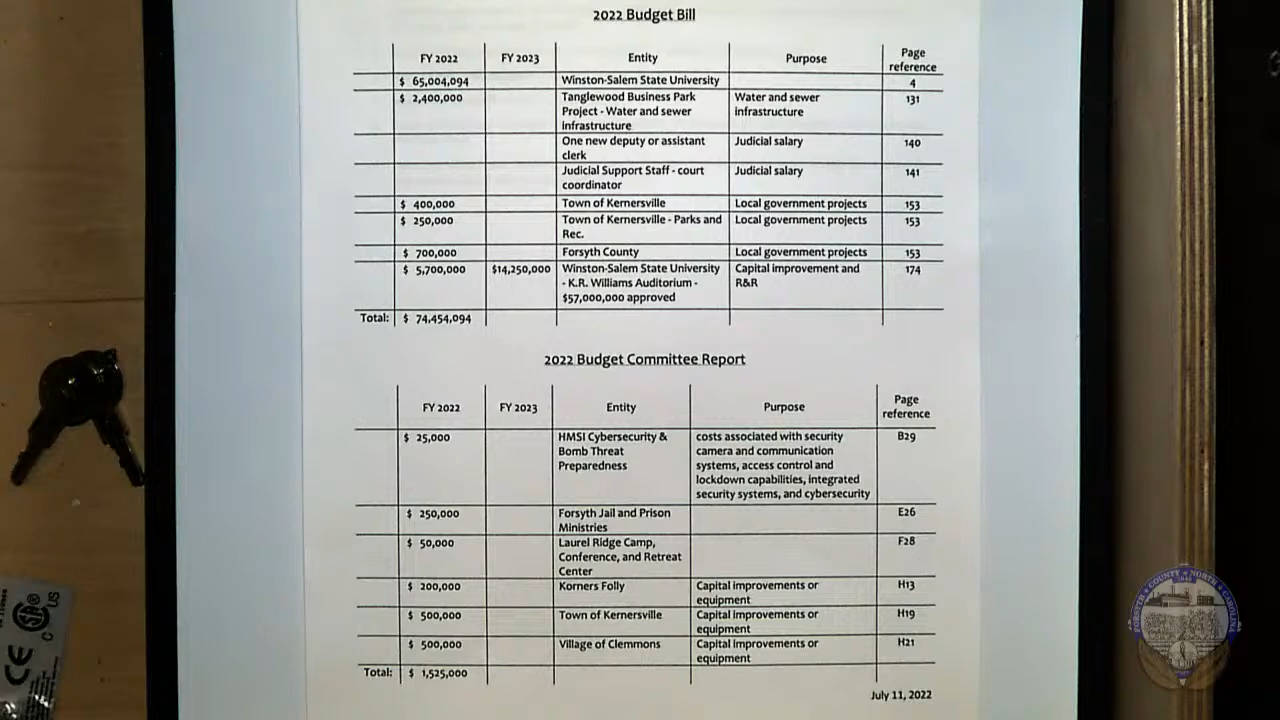 2022 Budget Bill
FY 2022 FY 2023 Entity Purpose Page reference
$ 65,004,094 Winston-Salem State University 4
$ 2,400,000 Tanglewood Business Park Water and sewer 131
Project - Water and sewer infrastructure
infrastructure
One new deputy or assistant Judicial salary 140
clerk
Judicial Support Staff - court Judicial salary 141
coordinator
$ 400,000 Town of Kernersville Local government projects 153
$ 250,000 Town of Kernersville - Parks and Local government projects 153
Rec.
$ 700,000 Forsyth County Local government projects 153
$ 5,700,000 $14,250,000 Winston-Salem State University Capital improvement and 174
- K.R. Williams Auditorium - R&R
$57,000,000 approved
Total: $ 74,454,094
2022 Budget Committee Report
FY 2022 FY 2023 Entity Purpose Page reference
$ 25,000 HMSI Cybersecurity & costs associated with security B29
Bomb Threat camera and communication
Preparedness systems, access control and
lockdown capabilities, integrated
security systems, and cybersecurity
$ 250,000 Forsyth Jail and Prison E26
Ministries
$ 50,000 Laurel Ridge Camp, F28
Conference, and Retreat
Center
$ 200,000 Korners Folly Capital improvements or H13
equipment
$ 500,000 Town of Kernersville Capital improvements or H19
equipment
$ 500,000 Village of Clemmons Capital improvements or H21
equipment
Total: $ 1,525,000
July 11, 2022
CE
C US
FORSYTH COUNTY NORTH CAROLINA